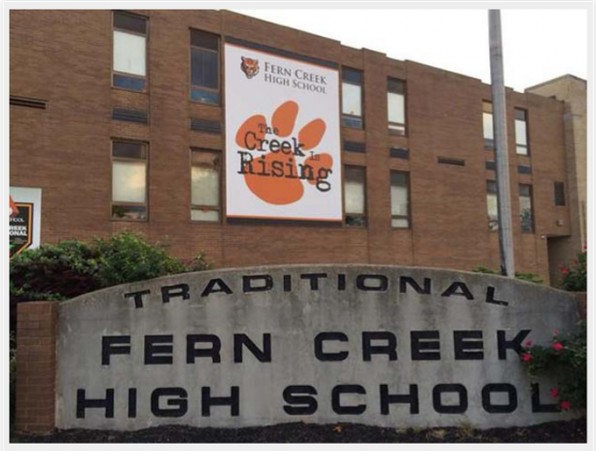 FERN CREEK
HIGH SCHOOL
The
Creek Is
Rising
TRADITIONAL
FERN CREEK
HIGH SCHOOL